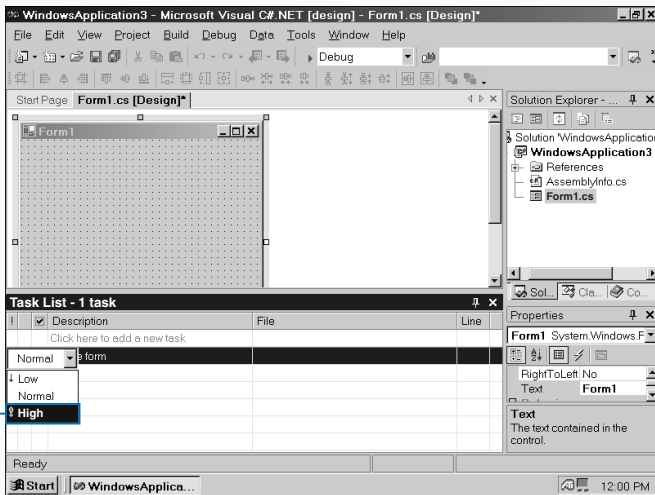 WindowsApplication3 - Microsoft Visual C#.NET [design] - Form1.cs [Design]*
File Edit View Project Build Debug Data Tools Window Help
Debug
Start Page Form1.cs [Design]*
Form1
Solution Explorer - ...
Solution 'WindowsApplication
WindowsApplication3
References
AssemblyInfo.cs
Form1.cs
Sol... Cla... Co...
Task List - 1 task
! Description File Line
Click here to add a new task
Normal form
Low
Normal
High
Properties
Form1 System.Windows.F
RightToLeft No
Text Form1
Text
The text contained in the
control.
Ready
Start WindowsApplica... 12:00 PM